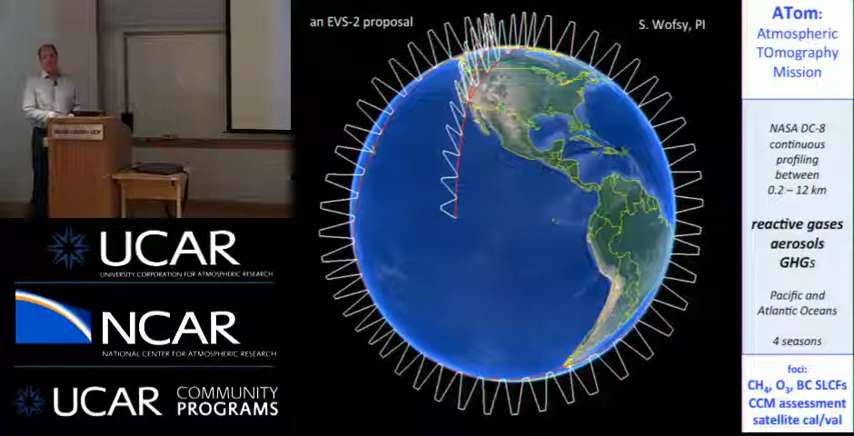 an EVS-2 proposal
S. Wofsy, PI
ATom:
Atmospheric
TOmography
Mission
NASA DC-8
continuous
profiling
between
0.2 – 12 km
reactive gases
aerosols
GHGs
Pacific and
Atlantic Oceans
4 seasons
foci:
CH₄, O₃, BC SLCFs
CCM assessment
satellite cal/val
UCAR
UNIVERSITY CORPORATION FOR ATMOSPHERIC RESEARCH
NCAR
NATIONAL CENTER FOR ATMOSPHERIC RESEARCH
UCAR COMMUNITY
PROGRAMS